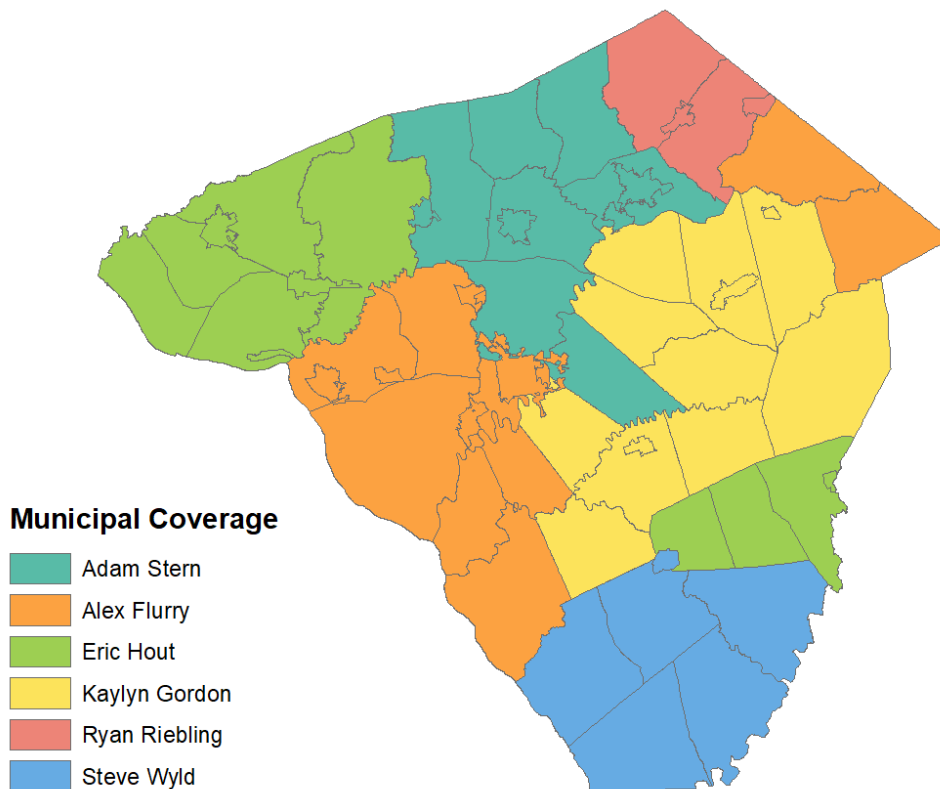 Municipal Coverage
Adam Stern
Alex Flurry
Eric Hout
Kaylyn Gordon
Ryan Riebling
Steve Wyld